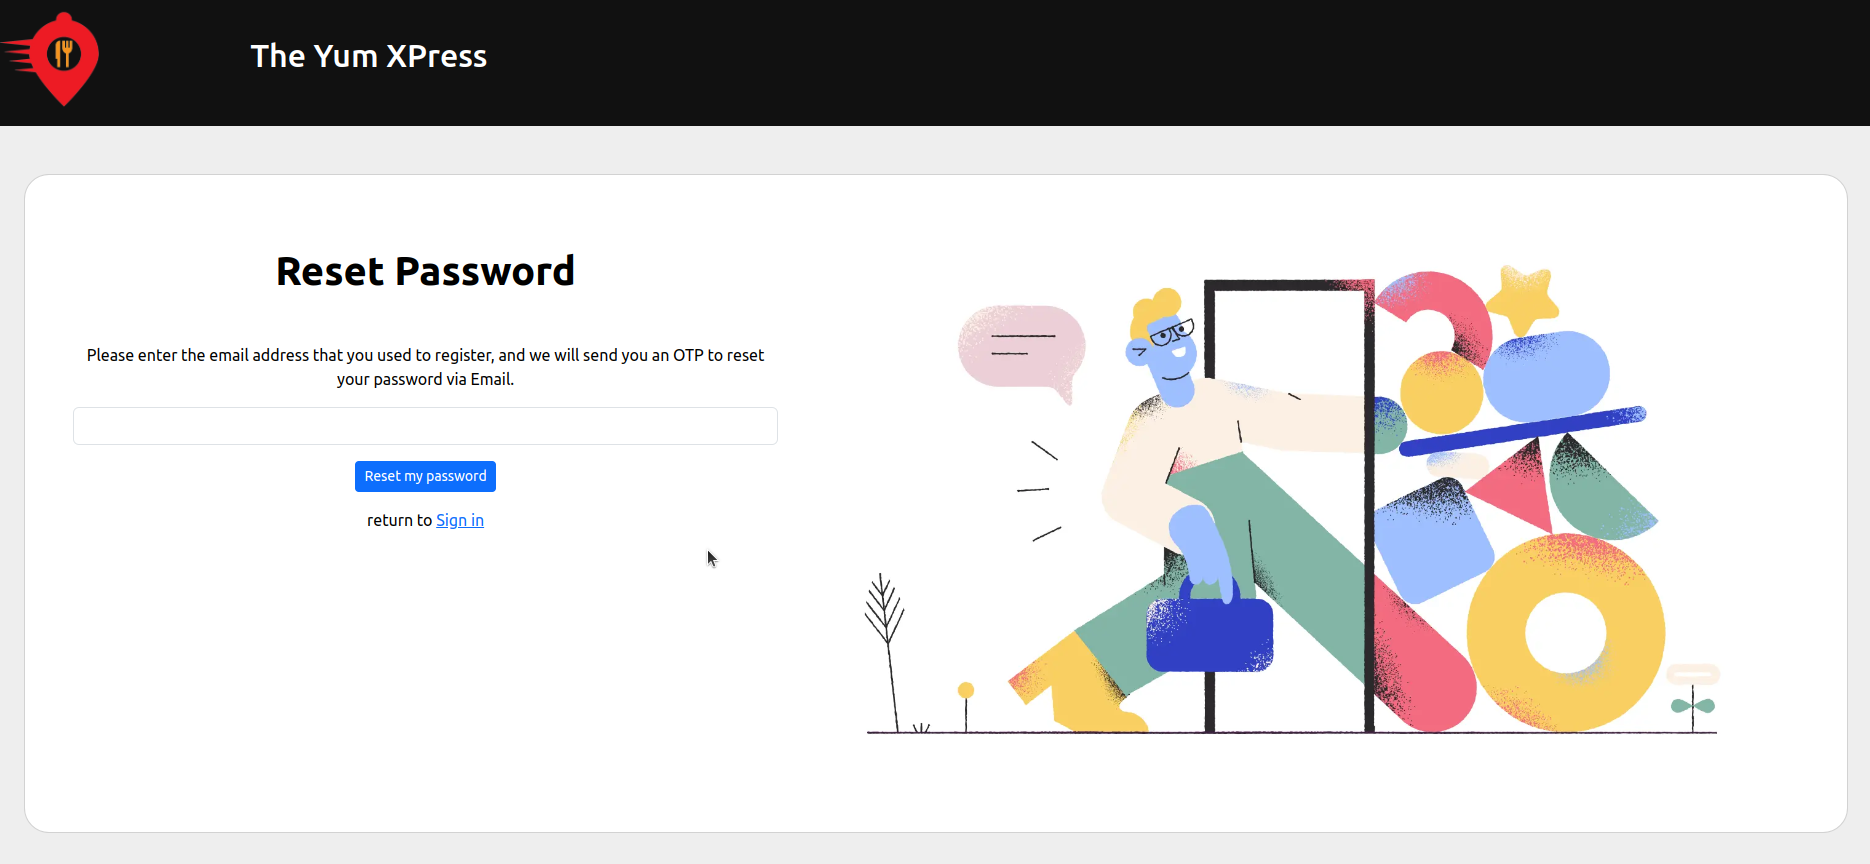 The Yum XPress
Reset Password
Please enter the email address that you used to register, and we will send you an OTP to reset
your password via Email.
Reset my password
return to Sign in